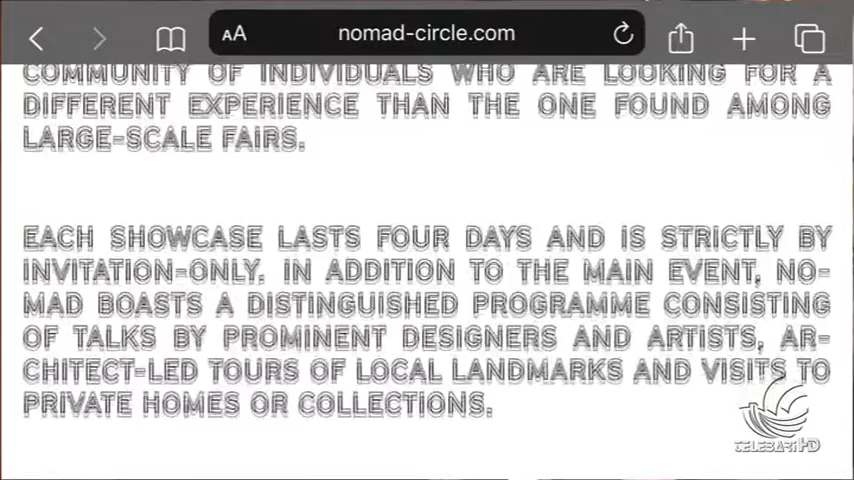 AA nomad-circle.com
COMMUNITY OF INDIVIDUALS WHO ARE LOOKING FOR A
DIFFERENT EXPERIENCE THAN THE ONE FOUND AMONG
LARGE-SCALE FAIRS.
EACH SHOWCASE LASTS FOUR DAYS AND IS STRICTLY BY
INVITATION-ONLY. IN ADDITION TO THE MAIN EVENT, NO-
MAD BOASTS A DISTINGUISHED PROGRAMME CONSISTING
OF TALKS BY PROMINENT DESIGNERS AND ARTISTS, AR-
CHITECT-LED TOURS OF LOCAL LANDMARKS AND VISITS TO
PRIVATE HOMES OR COLLECTIONS.
TELEBARI HD